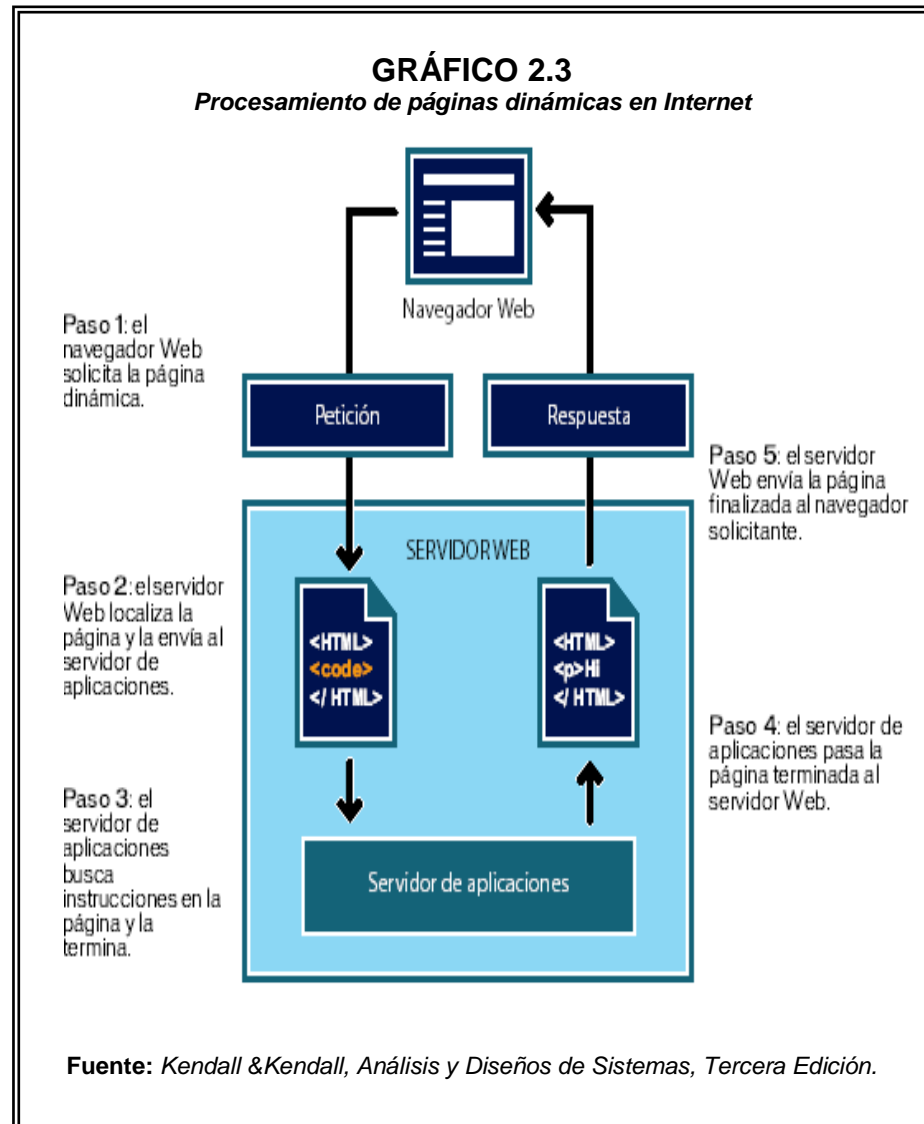 GRÁFICO 2.3
Procesamiento de páginas dinámicas en Internet
Navegador Web
Paso 1: el
navegador Web
solicita la página
dinámica.
Petición
Respuesta
Paso 5: el servidor
Web envía la página
finalizada al navegador
solicitante.
SERVIDOR WEB
Paso 2: el servidor
Web localiza la
página y la envía al
servidor de
aplicaciones.
<HTML>
<code>
</ HTML>
<HTML>
<p>Hi
</ HTML>
Paso 4: el servidor de
aplicaciones pasa la
página terminada al
servidor Web.
Paso 3: el
servidor de
aplicaciones
busca
instrucciones en la
página y la
termina.
Servidor de aplicaciones
Fuente: Kendall &Kendall, Análisis y Diseños de Sistemas, Tercera Edición.